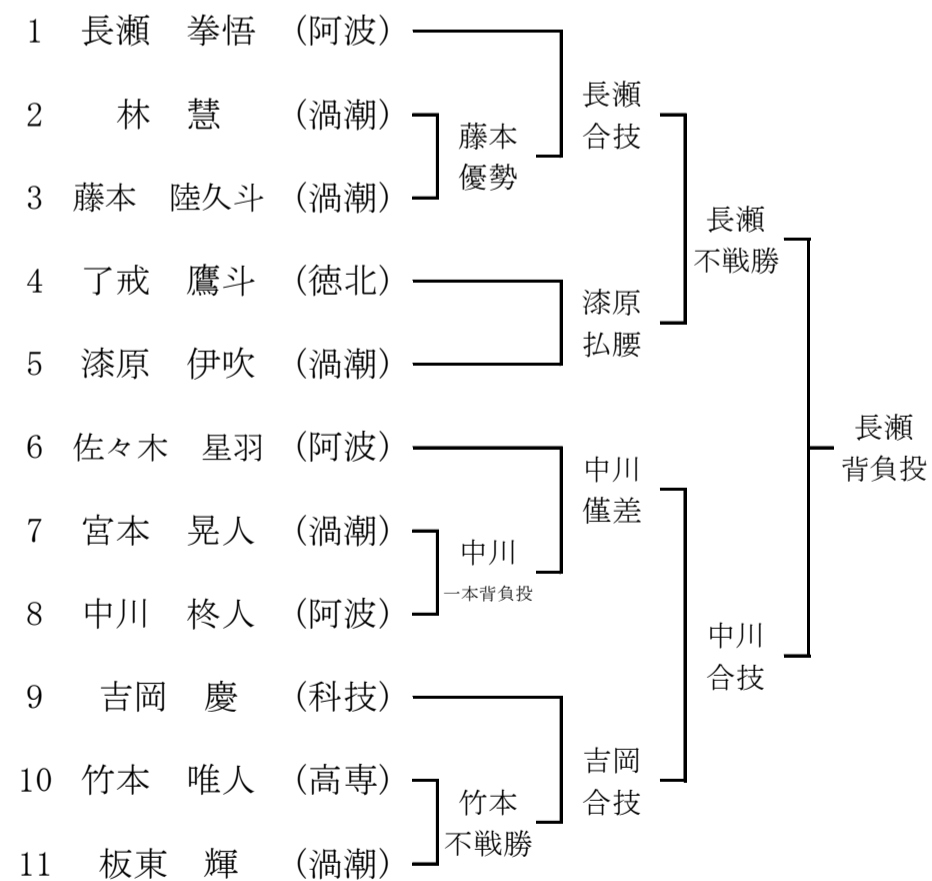 1 長瀬 拳悟 (阿波)
2 林 慧 (渦潮)
3 藤本 陸久斗 (渦潮)
4 了戒 鷹斗 (徳北)
5 漆原 伊吹 (渦潮)
6 佐々木 星羽 (阿波)
7 宮本 晃人 (渦潮)
8 中川 柊人 (阿波)
9 吉岡 慶 (科技)
10 竹本 唯人 (高専)
11 板東 輝 (渦潮)
藤本
優勢
中川
一本背負投
竹本
不戦勝
長瀬
合技
漆原
払腰
中川
僅差
吉岡
合技
長瀬
不戦勝
中川
合技
長瀬
背負投